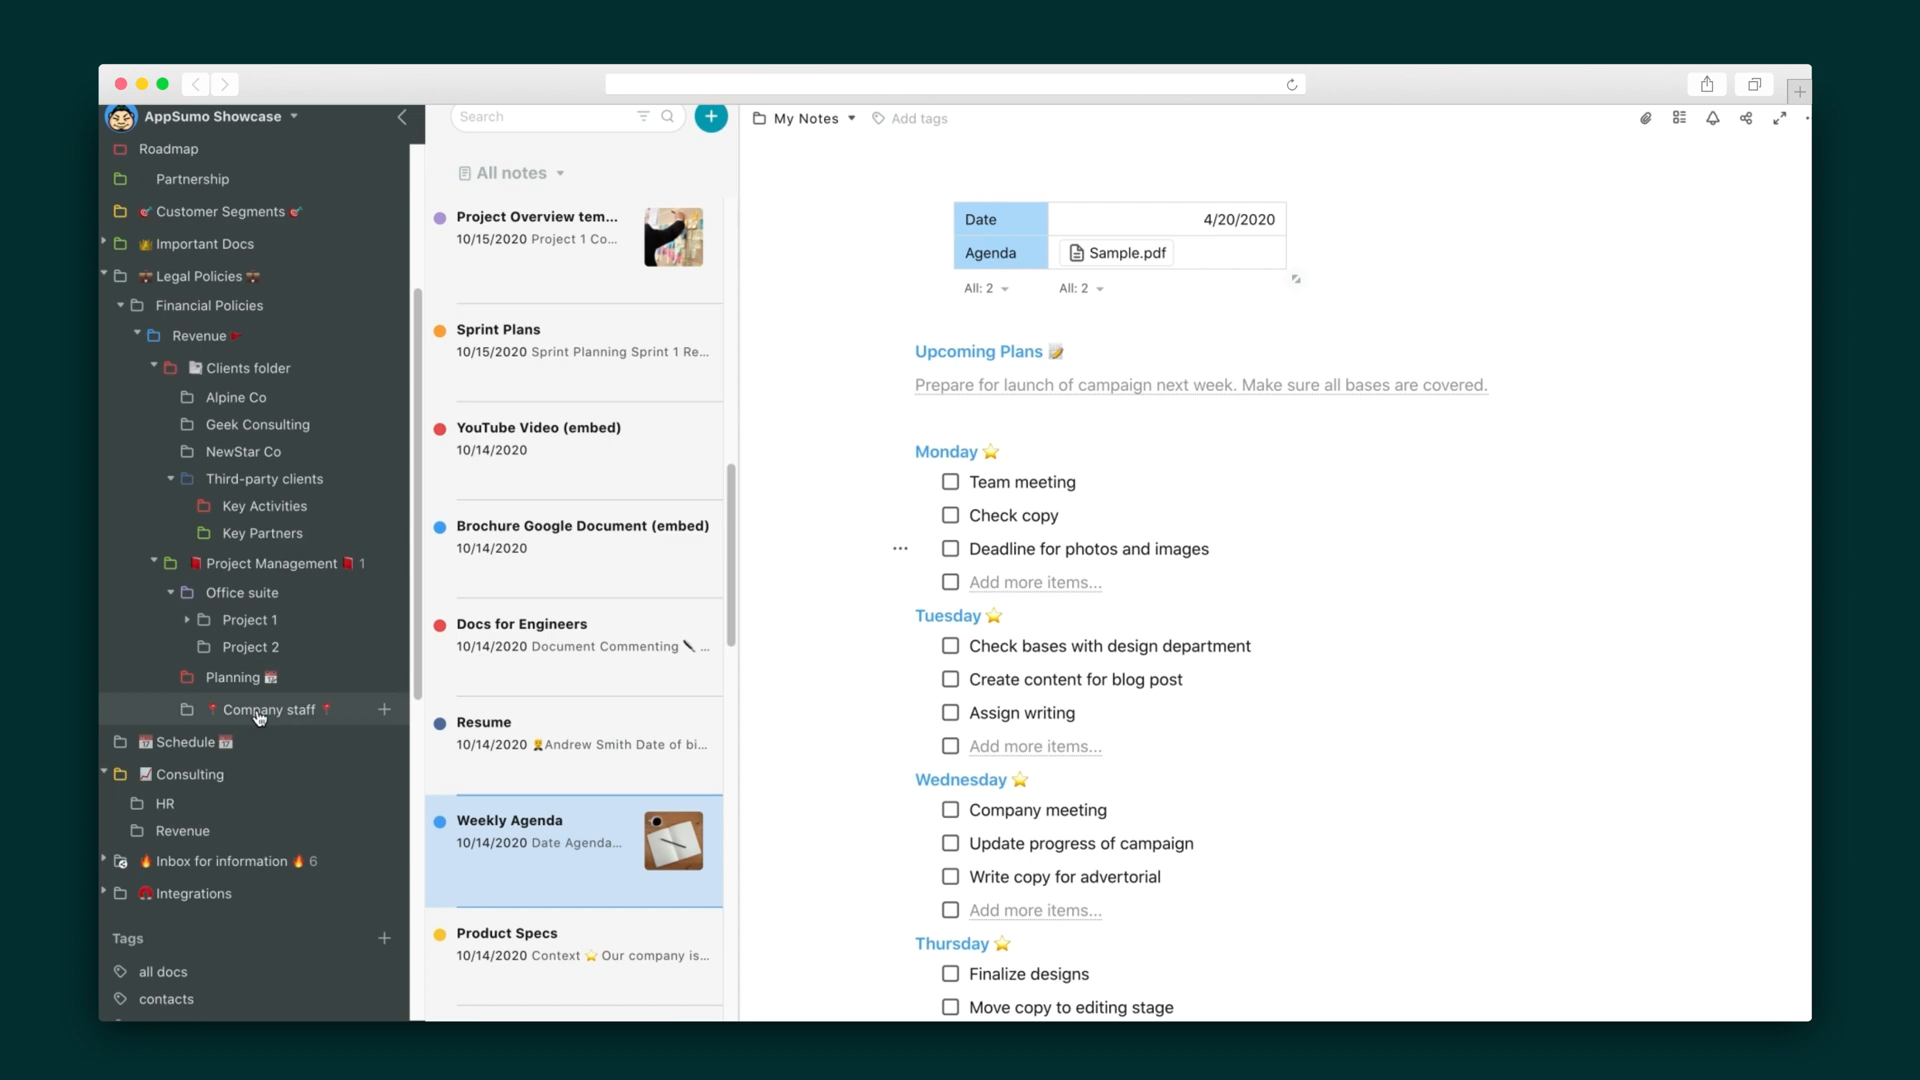 AppSumo Showcase
Roadmap
Partnership
Customer Segments
Important Docs
Legal Policies
Financial Policies
Revenue
Clients folder
Alpine Co
Geek Consulting
NewStar Co
Third-party clients
Key Activities
Key Partners
Project Management 1
Office suite
Project 1
Project 2
Planning
Company staff
Schedule
Consulting
HR
Revenue
Inbox for information 6
Integrations
Tags
all docs
contacts
Search
All notes
Project Overview tem...
10/15/2020 Project 1 Co...
Sprint Plans
10/15/2020 Sprint Planning Sprint 1 Re...
YouTube Video (embed)
10/14/2020
Brochure Google Document (embed)
10/14/2020
Docs for Engineers
10/14/2020 Document Commenting ...
Resume
10/14/2020 Andrew Smith Date of bi...
Weekly Agenda
10/14/2020 Date Agenda...
Product Specs
10/14/2020 Context Our company is...
My Notes Add tags
Date 4/20/2020
Agenda Sample.pdf
All: 2 All: 2
Upcoming Plans
Prepare for launch of campaign next week. Make sure all bases are covered.
Monday
Team meeting
Check copy
Deadline for photos and images
Add more items...
Tuesday
Check bases with design department
Create content for blog post
Assign writing
Add more items...
Wednesday
Company meeting
Update progress of campaign
Write copy for advertorial
Add more items...
Thursday
Finalize designs
Move copy to editing stage